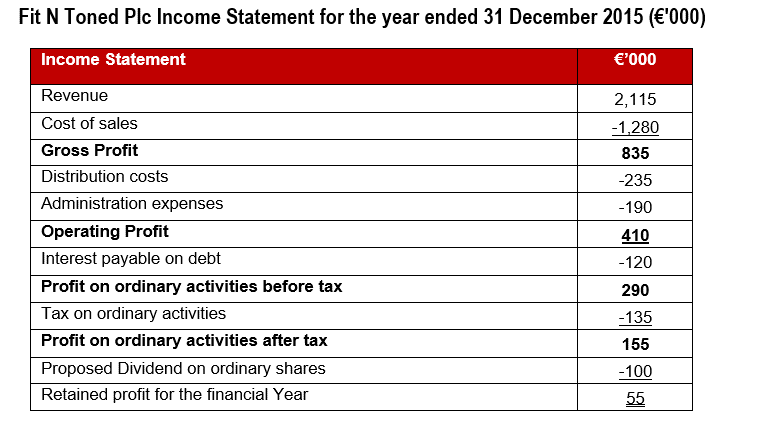 Fit N Toned Plc Income Statement for the year ended 31 December 2015 (€'000)
Income Statement €’000
Revenue 2,115
Cost of sales -1,280
Gross Profit 835
Distribution costs -235
Administration expenses -190
Operating Profit 410
Interest payable on debt -120
Profit on ordinary activities before tax 290
Tax on ordinary activities -135
Profit on ordinary activities after tax 155
Proposed Dividend on ordinary shares -100
Retained profit for the financial Year 55